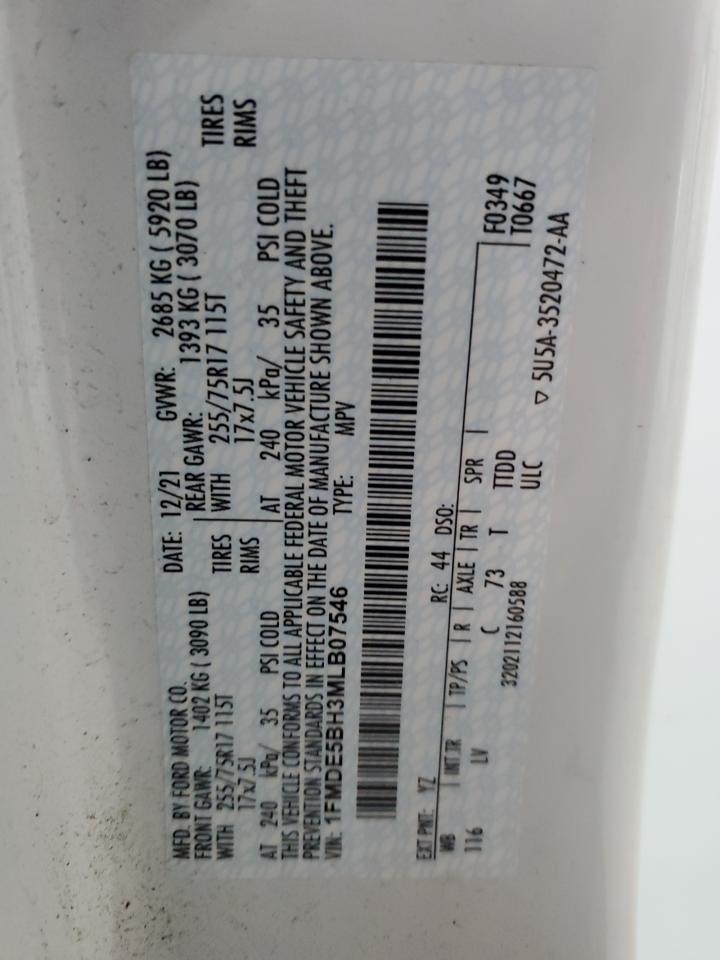 MFD. BY FORD MOTOR CO. DATE: 12/21 GVWR: 2685 KG ( 5920 LB)
FRONT GAWR: 1402 KG ( 3090 LB) REAR GAWR: 1393 KG ( 3070 LB)
WITH 255/75R17 115T TIRES WITH 255/75R17 115T TIRES
17x7.5J RIMS 17x7.5J RIMS
AT 240 kPa/ 35 PSI COLD AT 240 kPa/ 35 PSI COLD
THIS VEHICLE CONFORMS TO ALL APPLICABLE FEDERAL MOTOR VEHICLE SAFETY AND THEFT
PREVENTION STANDARDS IN EFFECT ON THE DATE OF MANUFACTURE SHOWN ABOVE.
VIN: 1FMDE5BH3MLB07546 TYPE: MPV
EXT PNT: YZ RC: 44 DSO: F0349
WB INT TR TP/PS R AXLE TR SPR T0667
116 LV C 73 T TTDD
3202112160588 ULC
▽ 5U5A-3520472-AA